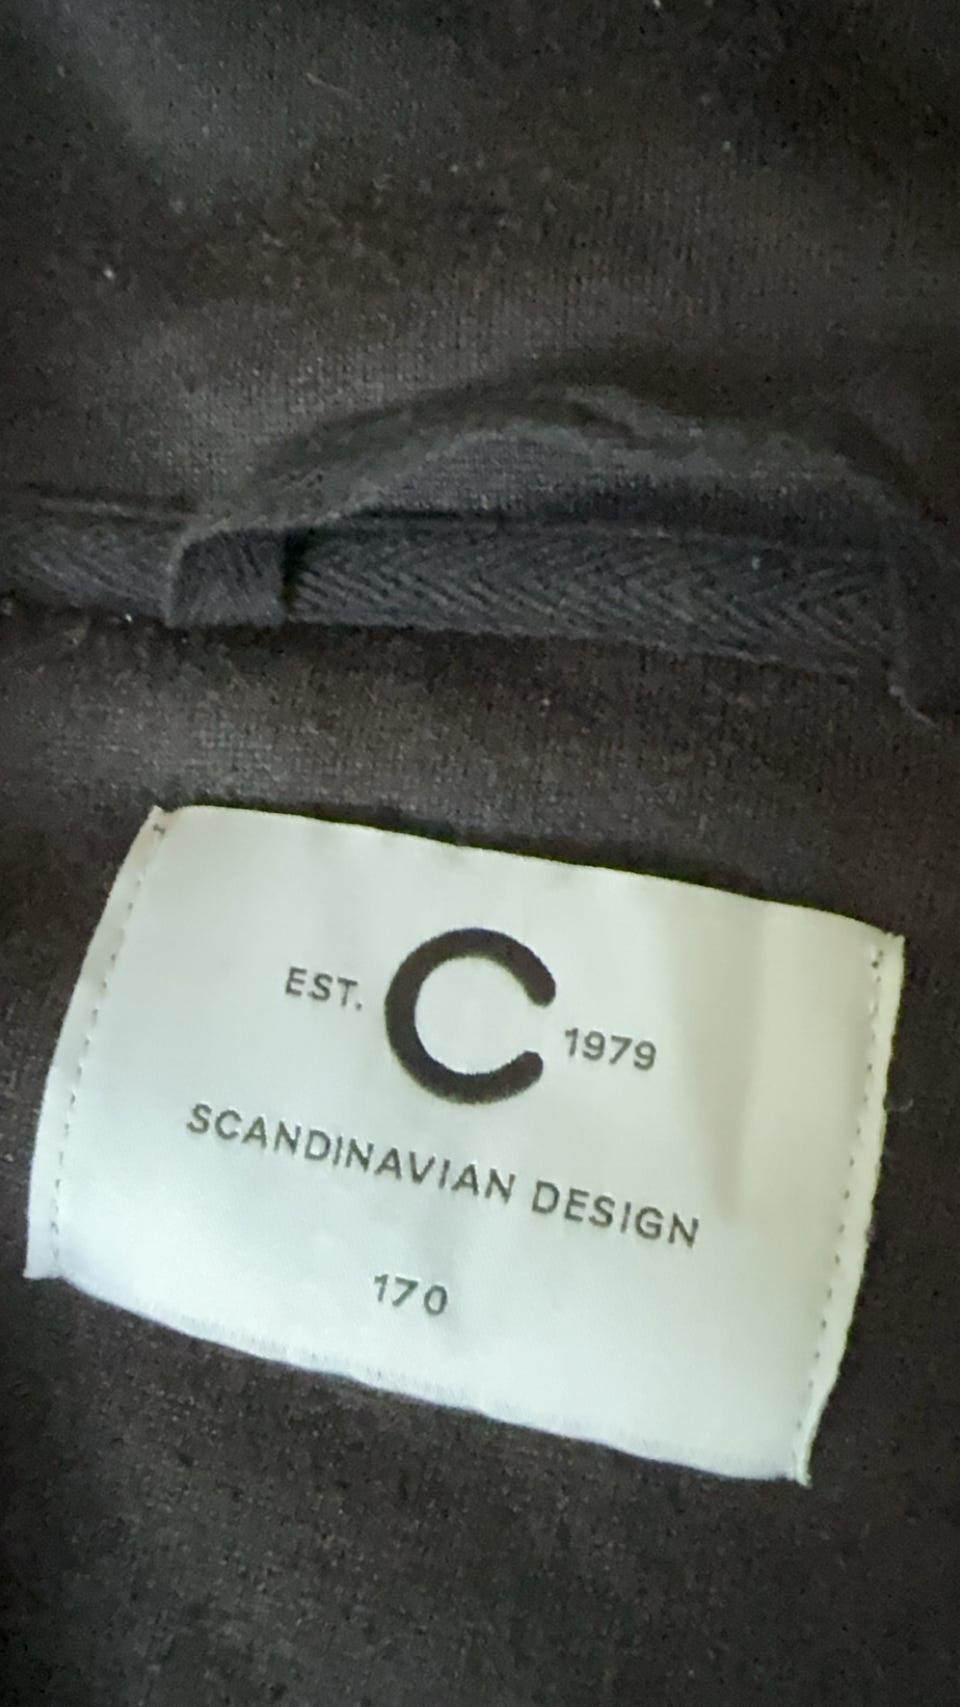 EST. C 1979
SCANDINAVIAN DESIGN
170